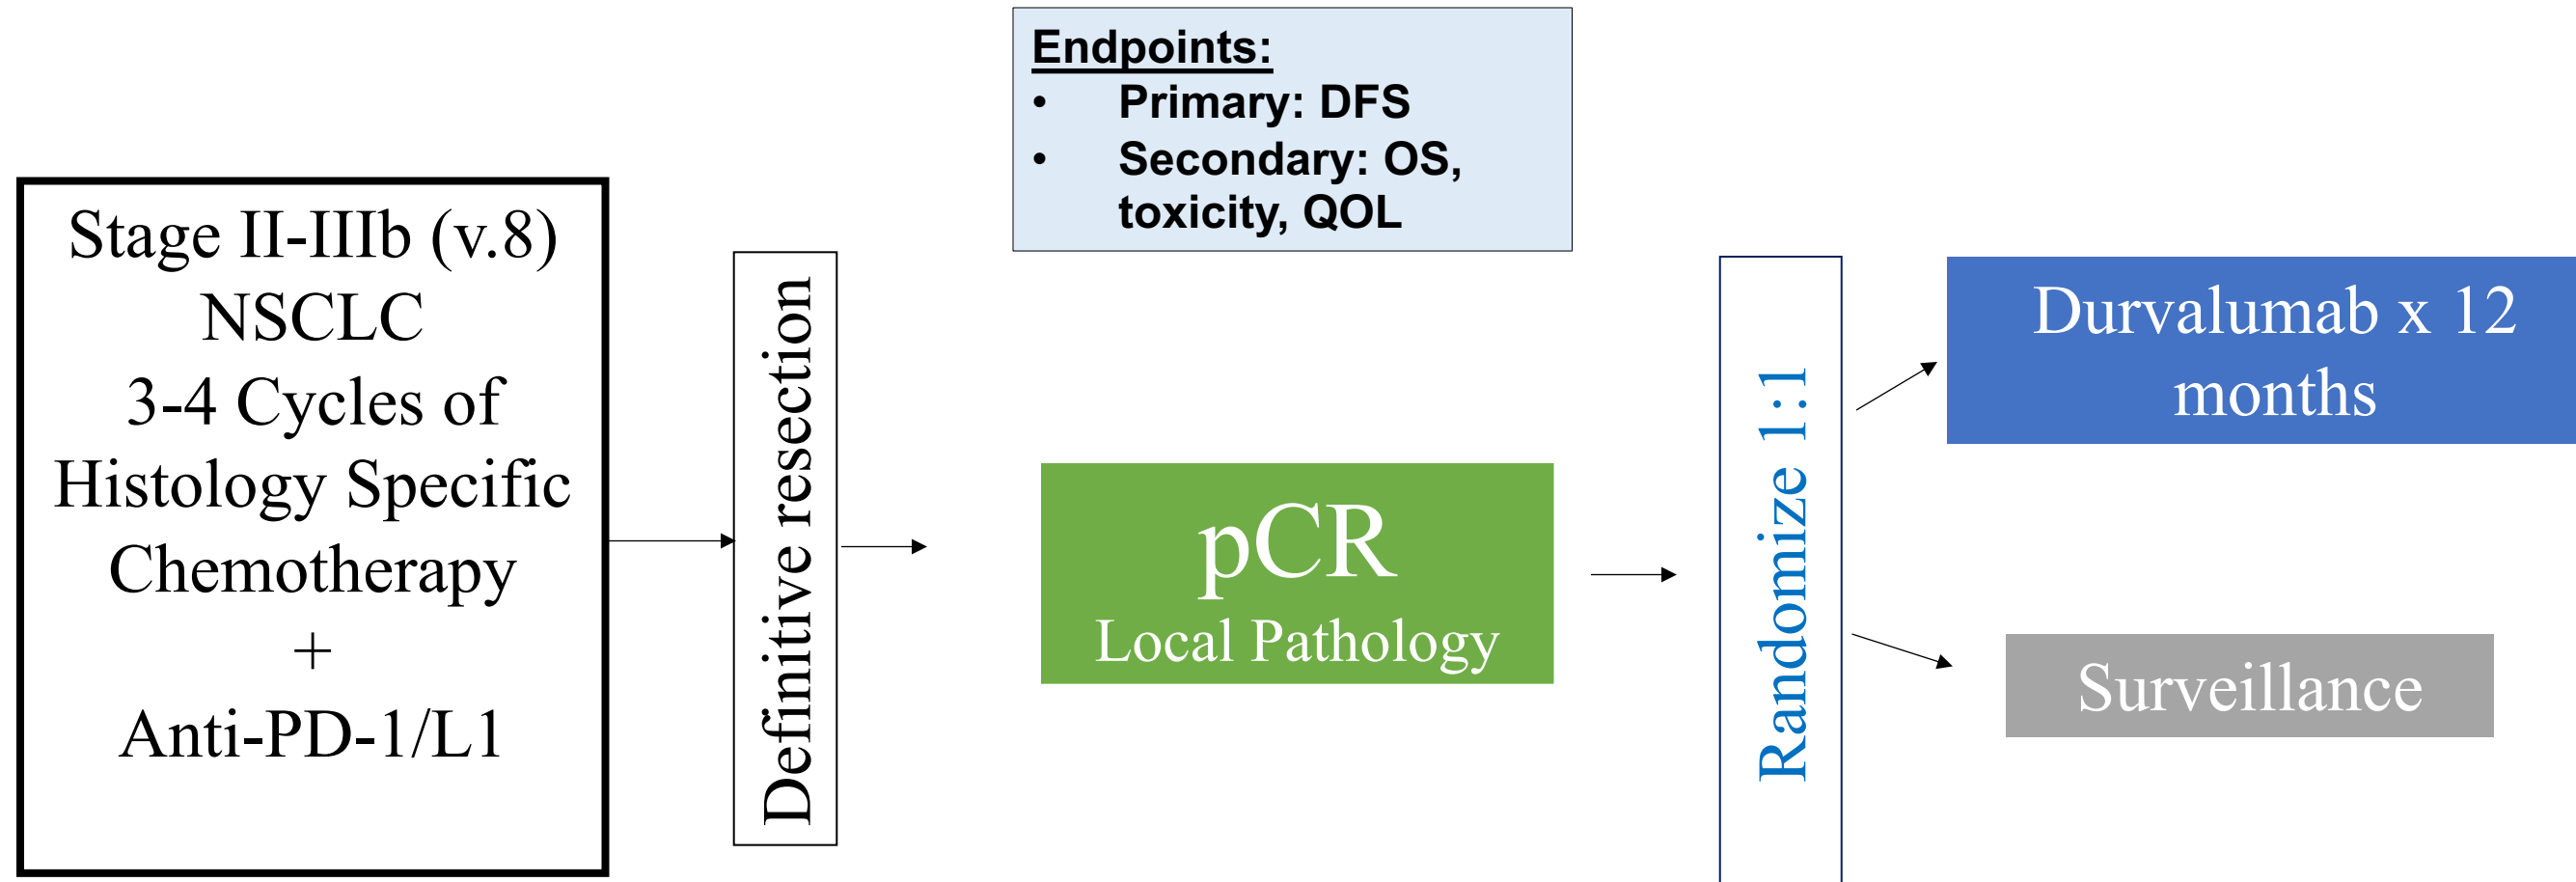 Endpoints:
• Primary: DFS
• Secondary: OS,
toxicity, QOL
Stage II-IIIb (v.8)
NSCLC
3-4 Cycles of
Histology Specific
Chemotherapy
+
Anti-PD-1/L1
Definitive resection
pCR
Local Pathology
Randomize 1:1
Durvalumab x 12
months
Surveillance